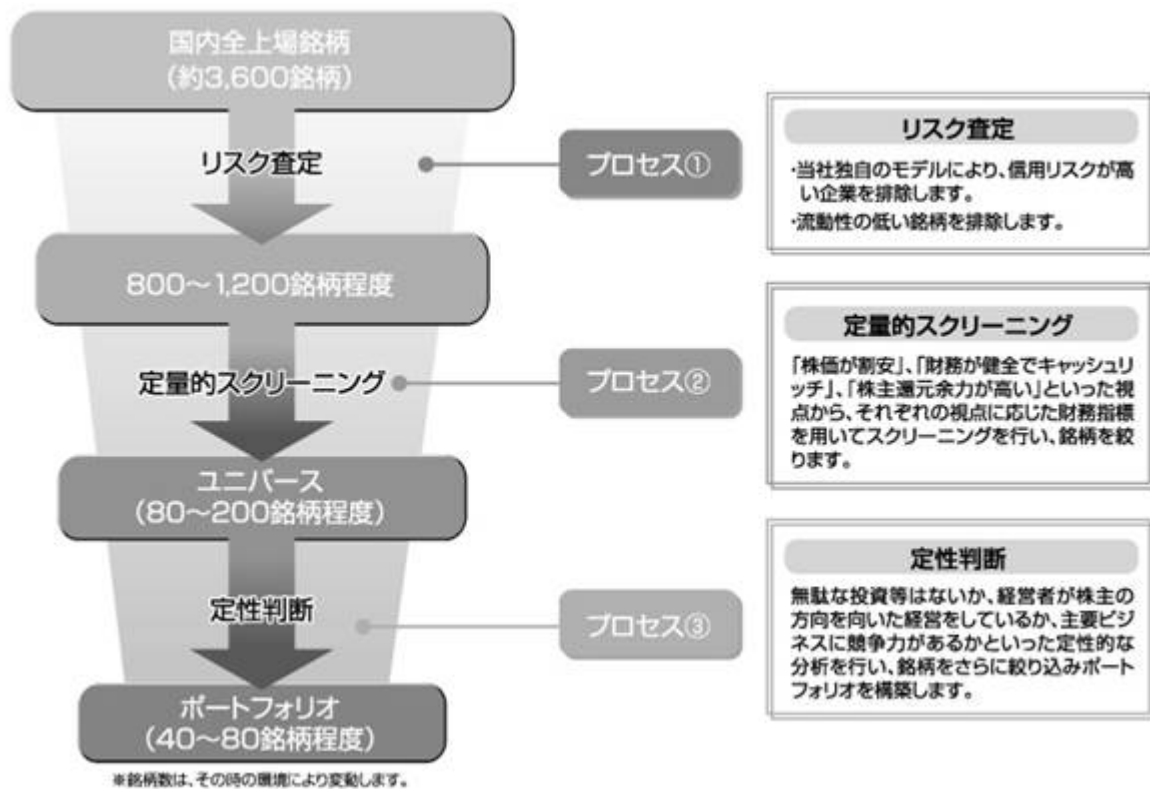 国内全上場銘柄
(約3,600銘柄)
リスク査定
プロセス①
リスク査定
・当社独自のモデルにより、信用リスクが高
い企業を排除します。
・流動性の低い銘柄を排除します。
800～1,200銘柄程度
定量的スクリーニング
プロセス②
定量的スクリーニング
「株価が割安」、「財務が健全でキャッシュリ
ッチ」、「株主還元余力が高い」といった視
点から、それぞれの視点に応じた財務指標
を用いてスクリーニングを行い、銘柄を絞
ります。
ユニバース
(80～200銘柄程度)
定性判断
プロセス③
定性判断
無駄な投資等はないか、経営者が株主の
方向を向いた経営をしているか、主要ビジ
ネスに競争力があるかといった定性的な
分析を行い、銘柄をさらに絞り込みポート
フォリオを構築します。
ポートフォリオ
(40～80銘柄程度)
※銘柄数は、その時の環境により変動します。